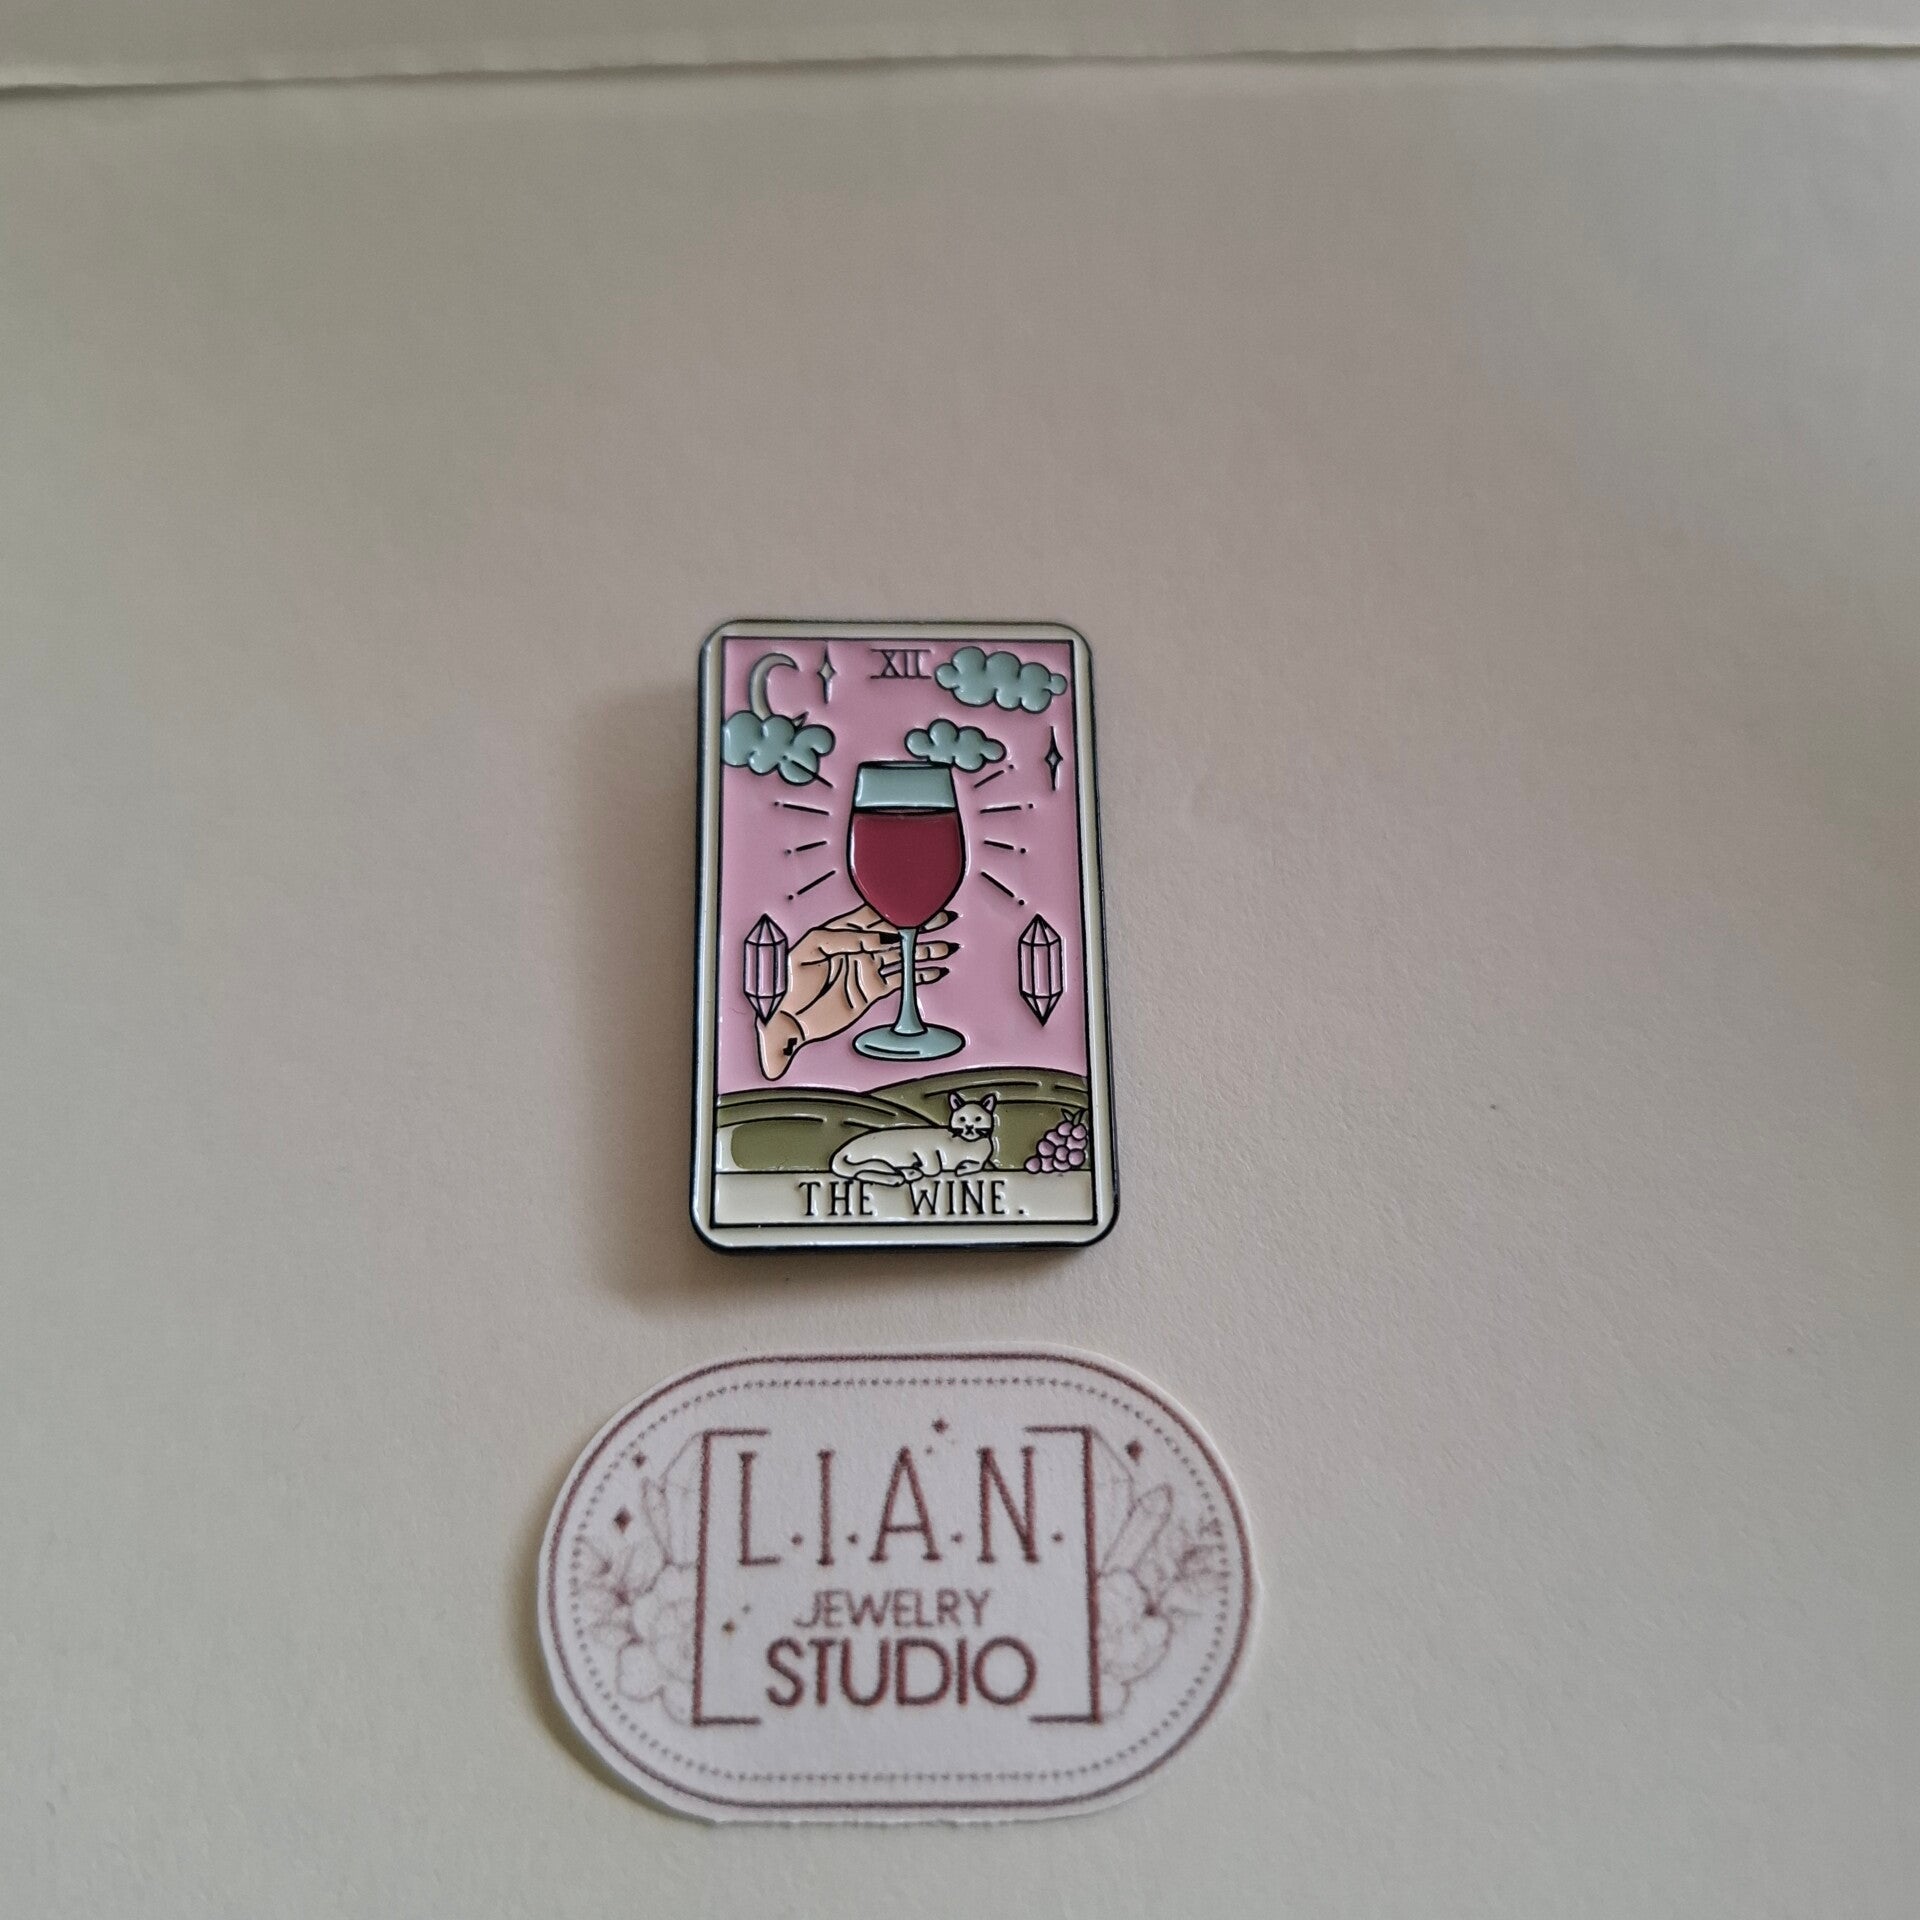 XII
THE WINE.
L.I.A.N.
JEWELRY
STUDIO